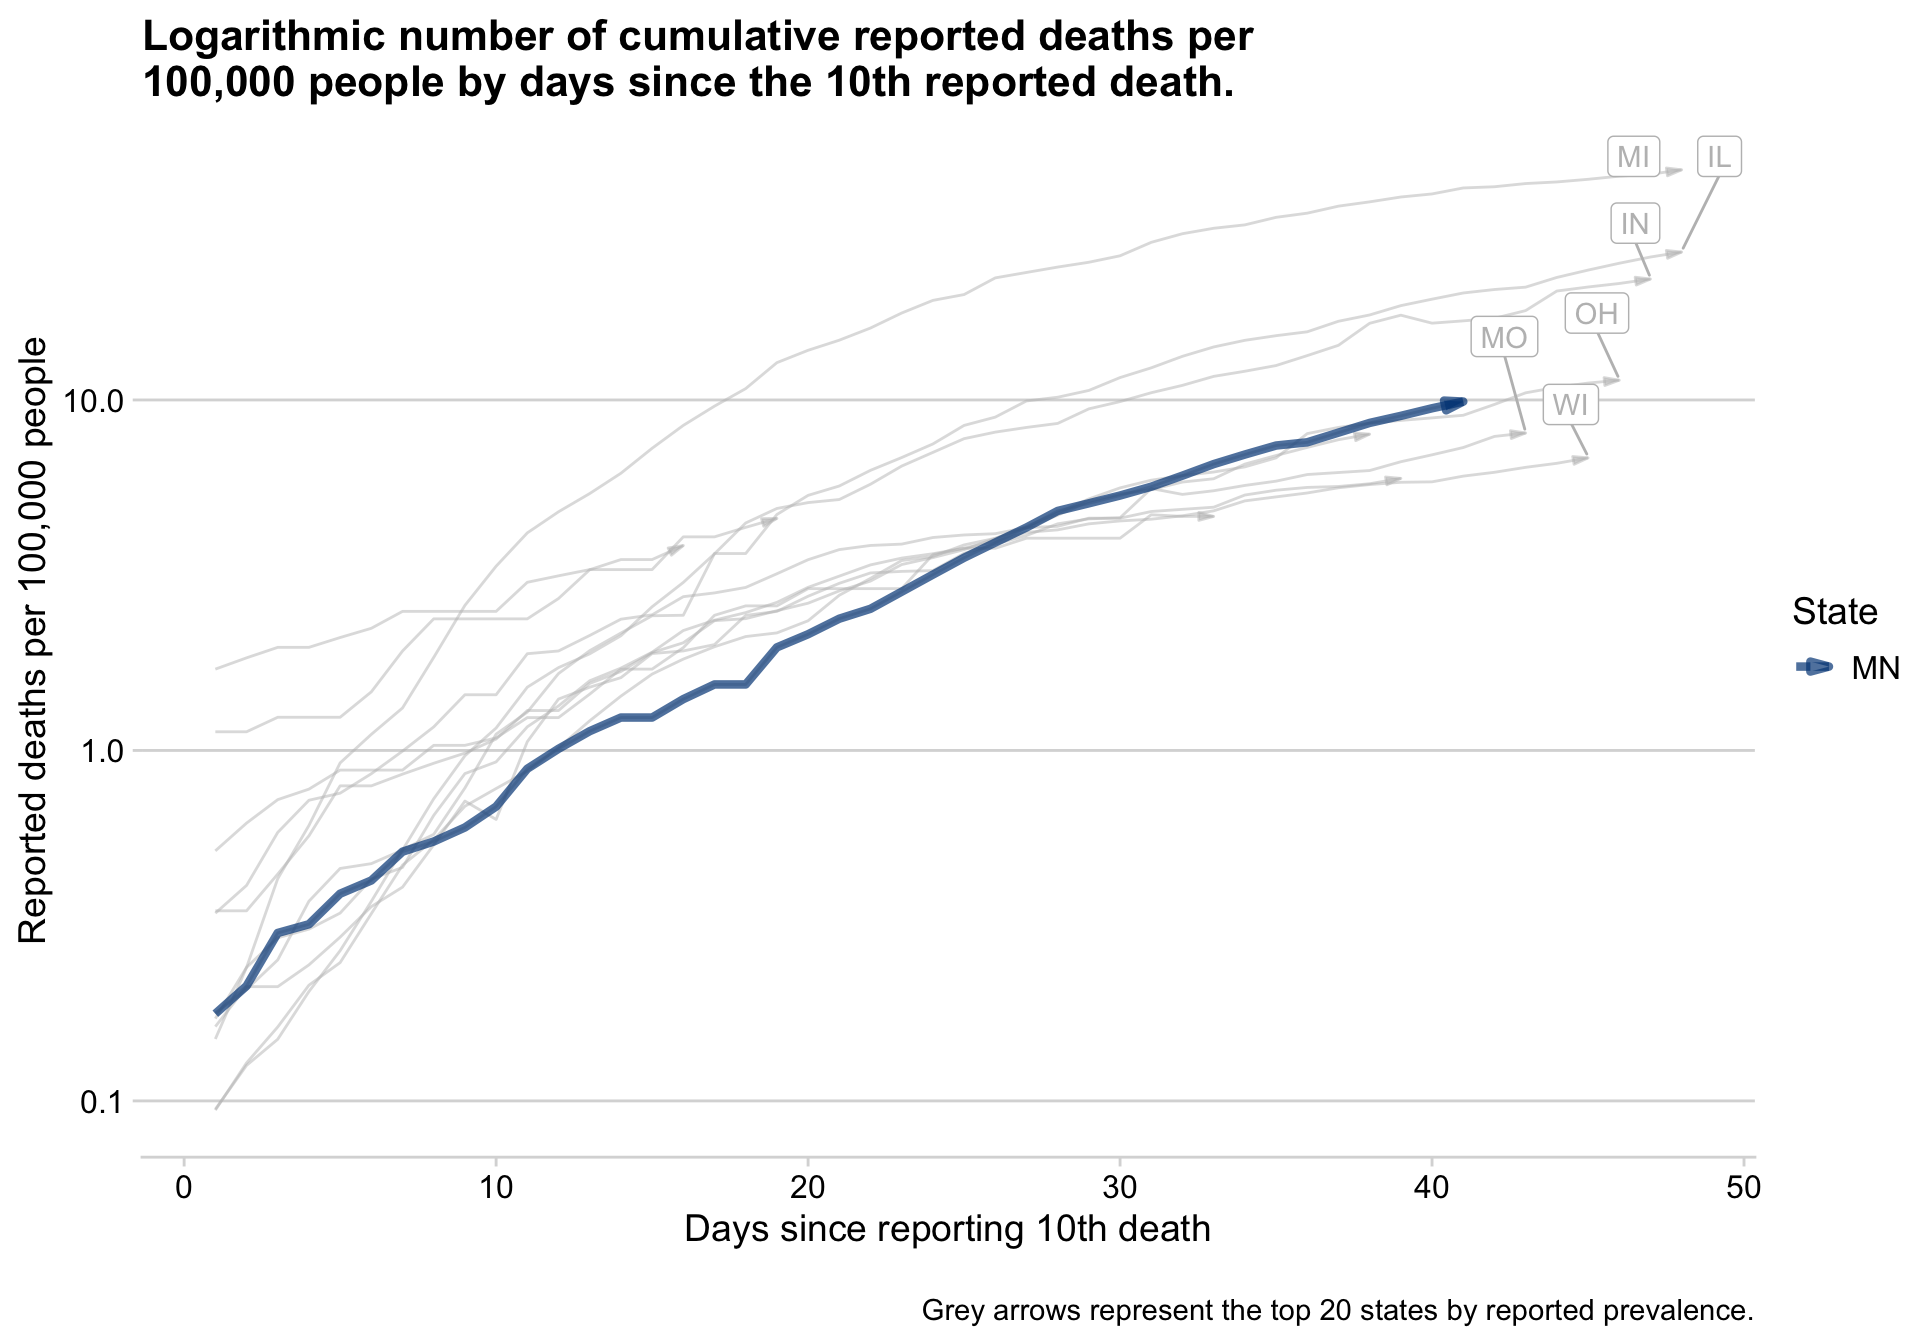 Logarithmic number of cumulative reported deaths per
100,000 people by days since the 10th reported death.
MI
IL
IN
OH
MO
WI
Reported deaths per 100,000 people
10.0
1.0
0.1
State
MN
0
10
20
30
40
50
Days since reporting 10th death
Grey arrows represent the top 20 states by reported prevalence.